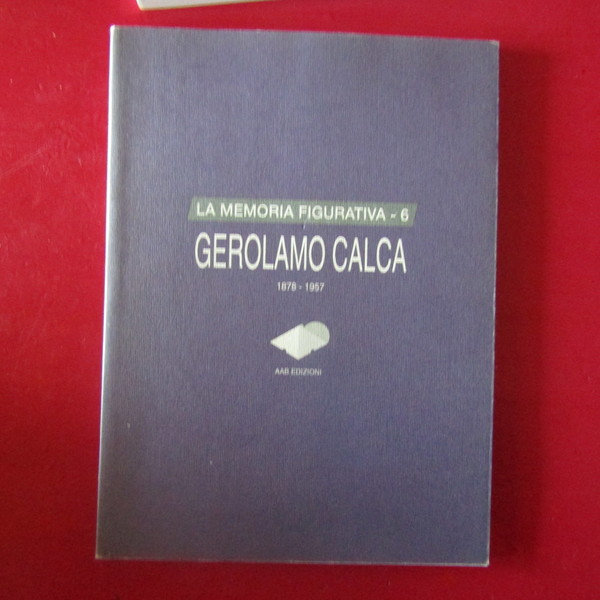 LA MEMORIA FIGURATIVA - 6
GEROLAMO CALCA
1878 - 1957
AAB EDIZIONI